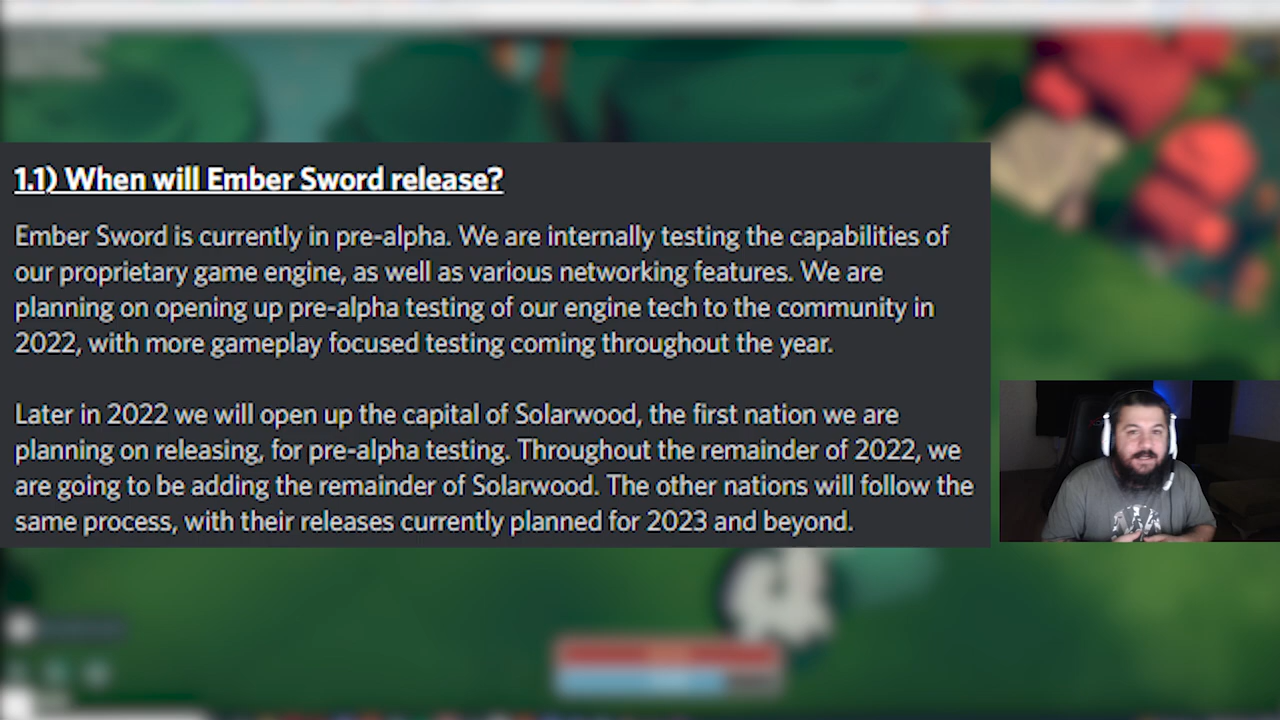 1.1) When will Ember Sword release?
Ember Sword is currently in pre-alpha. We are internally testing the capabilities of
our proprietary game engine, as well as various networking features. We are
planning on opening up pre-alpha testing of our engine tech to the community in
2022, with more gameplay focused testing coming throughout the year.
Later in 2022 we will open up the capital of Solarwood, the first nation we are
planning on releasing, for pre-alpha testing. Throughout the remainder of 2022, we
are going to be adding the remainder of Solarwood. The other nations will follow the
same process, with their releases currently planned for 2023 and beyond.